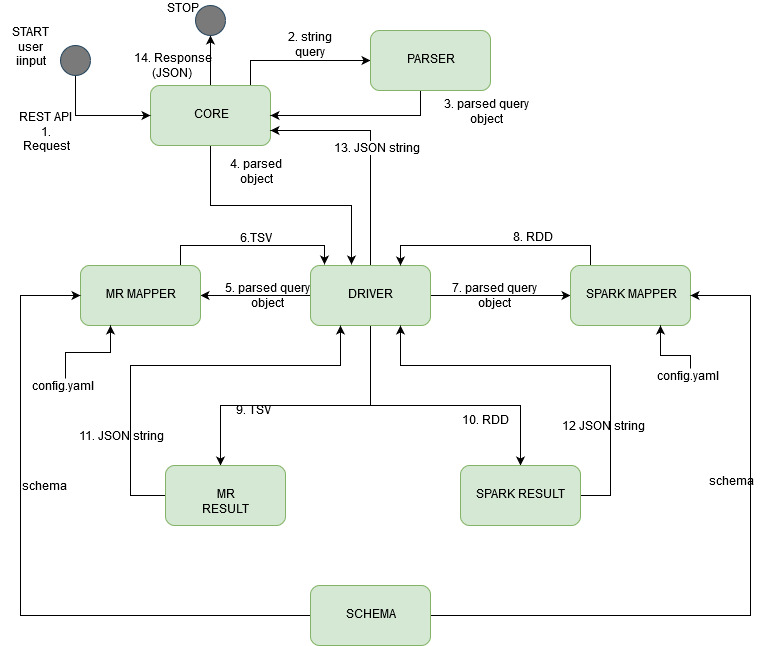 STOP
START
user
iinput
2. string
query
14. Response
(JSON)
PARSER
3. parsed query
object
CORE
REST API
1.
Request
13. JSON string
4. parsed
object
6.TSV
8. RDD
MR MAPPER
5. parsed query
object
DRIVER
7. parsed query
object
SPARK MAPPER
config.yaml
config.yaml
9. TSV
10. RDD
11. JSON string
12 JSON string
schema
schema
MR
RESULT
SPARK RESULT
SCHEMA